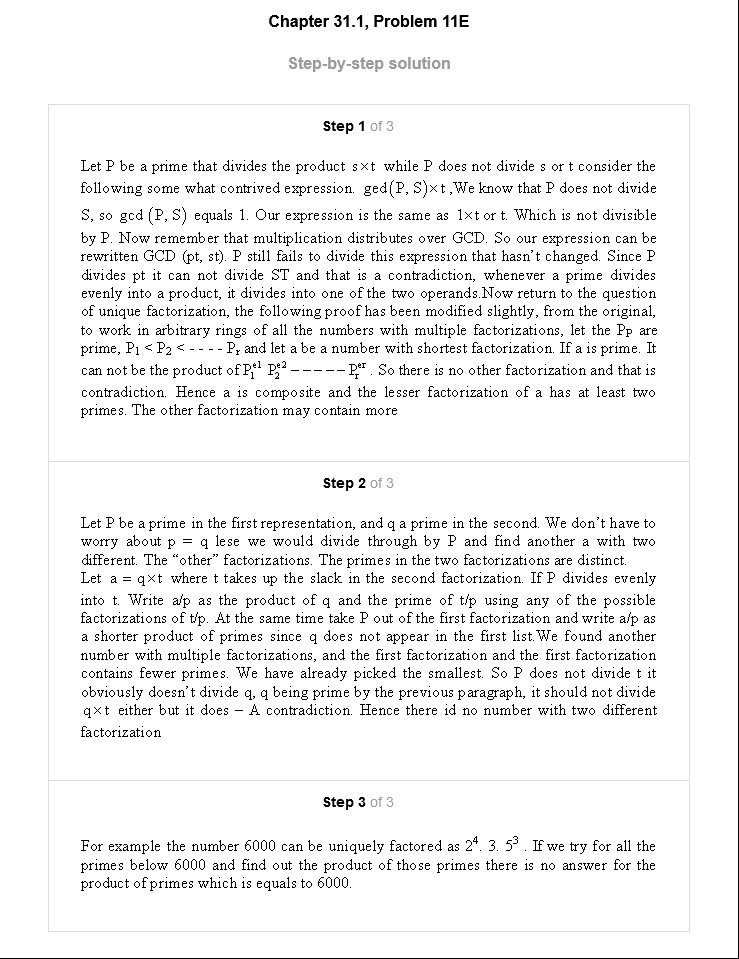 Chapter 31.1, Problem 11E
Step-by-step solution
Step 1 of 3
Let P be a prime that divides the product s×t while P does not divide s or t consider the
following some what contrived expression. ged(P, S)×t ,We know that P does not divide
S, so gcd (P, S) equals 1. Our expression is the same as 1×t or t. Which is not divisible
by P. Now remember that multiplication distributes over GCD. So our expression can be
rewritten GCD (pt, st). P still fails to divide this expression that hasn't changed. Since P
divides pt it can not divide ST and that is a contradiction, whenever a prime divides
evenly into a product, it divides into one of the two operands.Now return to the question
of unique factorization, the following proof has been modified slightly, from the original,
to work in arbitrary rings of all the numbers with multiple factorizations, let the Pp are
prime, P₁ < P₂ < - - - - Pᵣ and let a be a number with shortest factorization. If a is prime. It
can not be the product of P₁^e1 P₂^e2 – – – – – Pᵣ^er . So there is no other factorization and that is
contradiction. Hence a is composite and the lesser factorization of a has at least two
primes. The other factorization may contain more
Step 2 of 3
Let P be a prime in the first representation, and q a prime in the second. We don't have to
worry about p = q lese we would divide through by P and find another a with two
different. The “other” factorizations. The primes in the two factorizations are distinct.
Let a = q×t where t takes up the slack in the second factorization. If P divides evenly
into t. Write a/p as the product of q and the prime of t/p using any of the possible
factorizations of t/p. At the same time take P out of the first factorization and write a/p as
a shorter product of primes since q does not appear in the first list.We found another
number with multiple factorizations, and the first factorization and the first factorization
contains fewer primes. We have already picked the smallest. So P does not divide t it
obviously doesn't divide q, q being prime by the previous paragraph, it should not divide
q×t either but it does – A contradiction. Hence there id no number with two different
factorization
Step 3 of 3
For example the number 6000 can be uniquely factored as 2⁴. 3. 5³ . If we try for all the
primes below 6000 and find out the product of those primes there is no answer for the
product of primes which is equals to 6000.